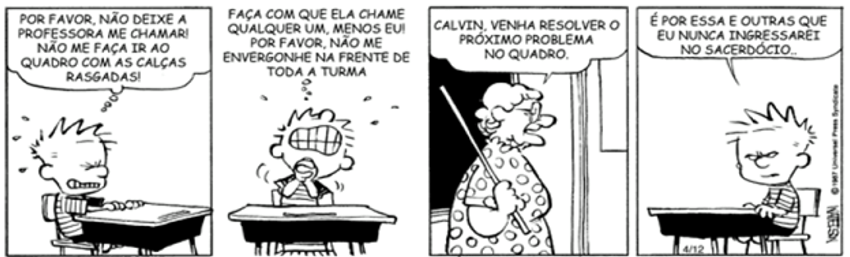 POR FAVOR, NÃO DEIXE A
PROFESSORA ME CHAMAR!
NÃO ME FAÇA IR AO
QUADRO COM AS CALÇAS
RASGADAS!
FAÇA COM QUE ELA CHAME
QUALQUER UM, MENOS EU!
POR FAVOR, NÃO ME
ENVERGONHE NA FRENTE DE
TODA A TURMA
CALVIN, VENHA RESOLVER O
PRÓXIMO PROBLEMA
NO QUADRO.
É POR ESSA E OUTRAS QUE
EU NUNCA INGRESSAREI
NO SACERDÓCIO..
4/12
©1987 Universal Press Syndicate
WATTERSON